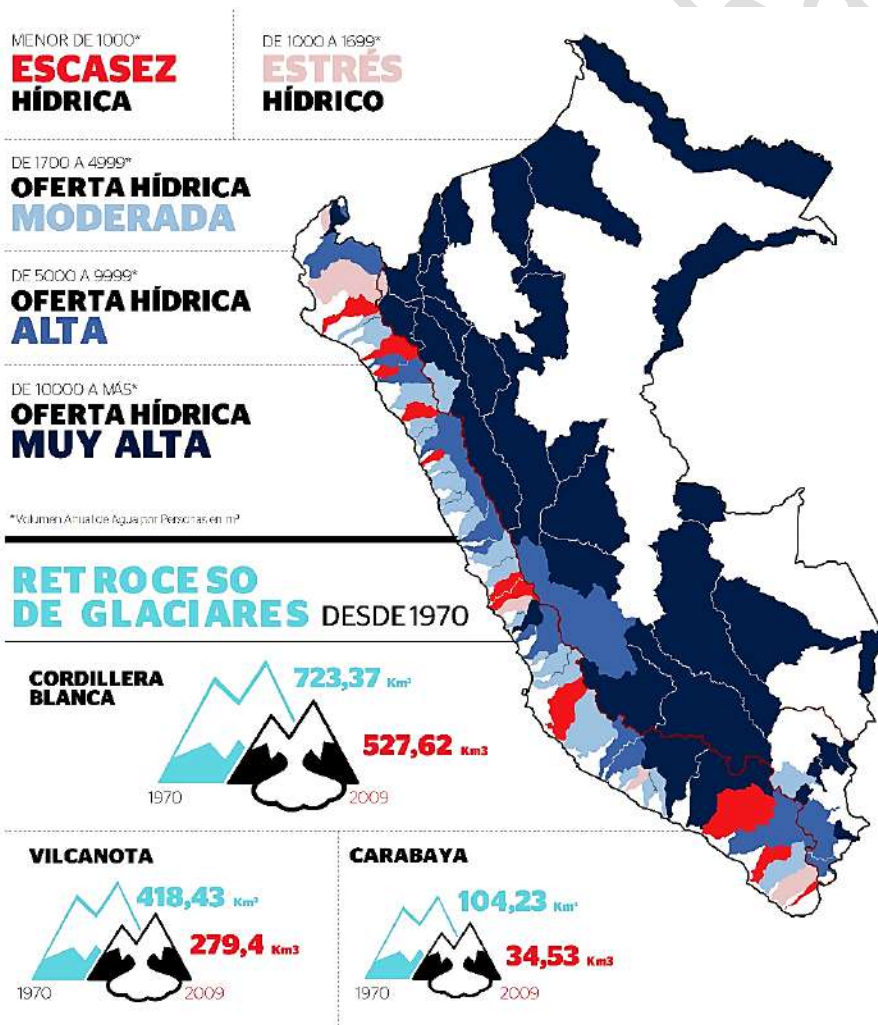 MENOR DE 1000*
ESCASEZ
HÍDRICA
DE 1000 A 1699*
ESTRÉS
HÍDRICO
DE 1700 A 4999*
OFERTA HÍDRICA
MODERADA
DE 5000 A 9999*
OFERTA HÍDRICA
ALTA
DE 10000 A MÁS*
OFERTA HÍDRICA
MUY ALTA
*Volumen Anual de Agua por Personas en m³
RETROCESO
DE GLACIARES DESDE 1970
CORDILLERA
BLANCA
723,37 Km³
527,62 Km3
1970
2009
VILCANOTA
418,43 Km³
279,4 Km3
1970
2009
CARABAYA
104,23 Km³
34,53 Km3
1970
2009